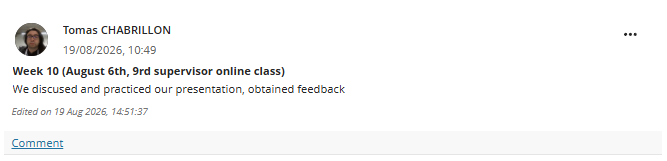 Tomas CHABRILLON
19/08/2026, 10:49
Week 10 (August 6th, 9rd supervisor online class)
We discused and practiced our presentation, obtained feedback
Edited on 19 Aug 2026, 14:51:37
Comment